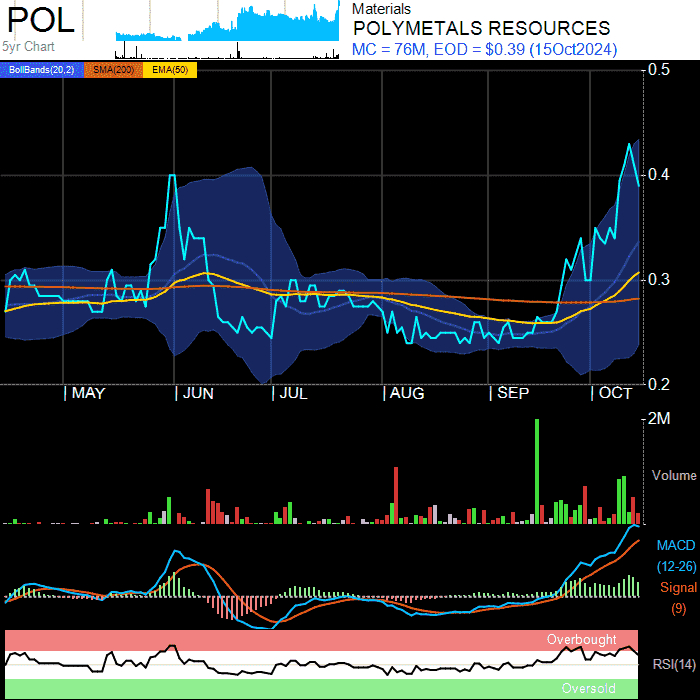 POL
5yr Chart
Materials
POLYMETALS RESOURCES
MC = 76M, EOD = $0.39 (15Oct2024)
BollBands(20,2) SMA(200) EMA(50)
0.5
0.4
0.3
0.2
MAY JUN JUL AUG SEP OCT
2M
Volume
MACD
(12-26)
Signal
(9)
Overbought
RSI(14)
Oversold